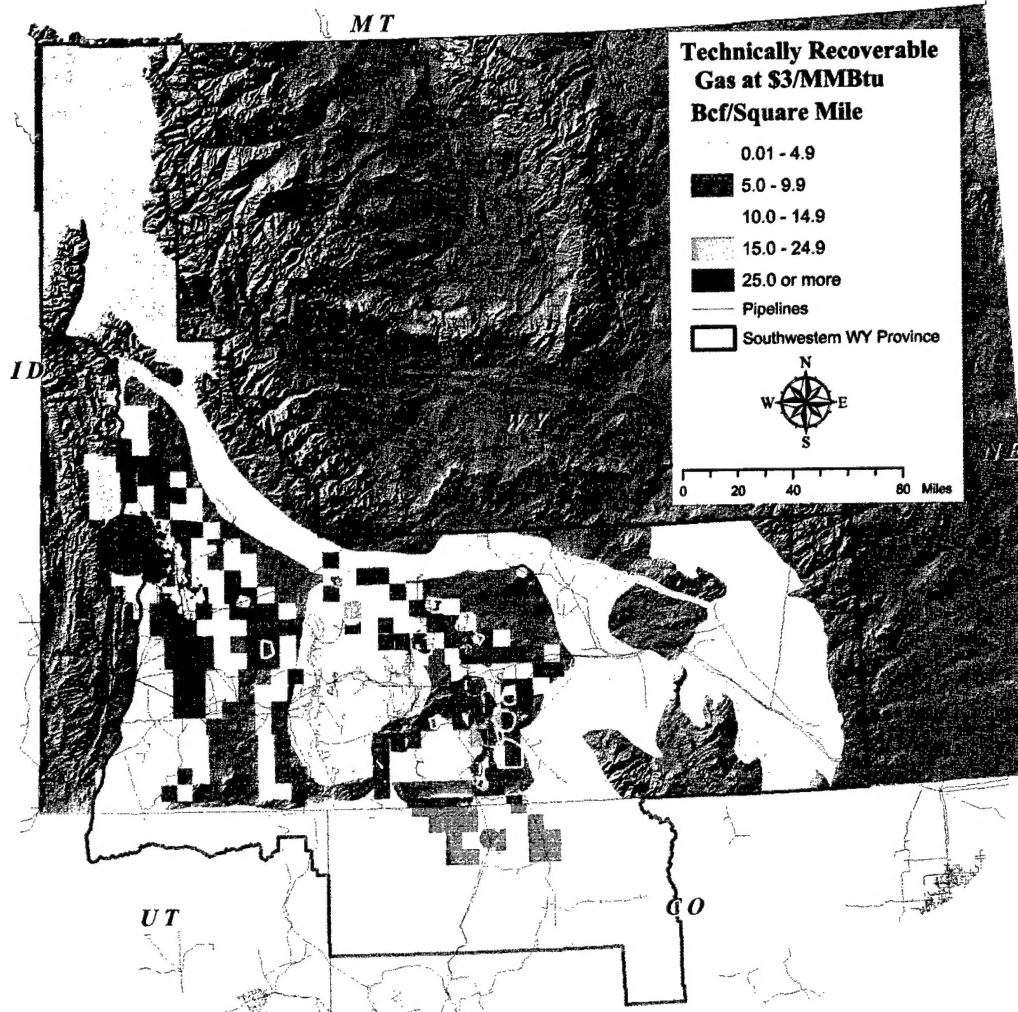 MT
Technically Recoverable
Gas at $3/MMBtu
Bcf/Square Mile
0.01 - 4.9
5.0 - 9.9
10.0 - 14.9
15.0 - 24.9
25.0 or more
Pipelines
Southwestern WY Province
N
W E
S
0 20 40 80 Miles
ID
WY
NE
UT
CO